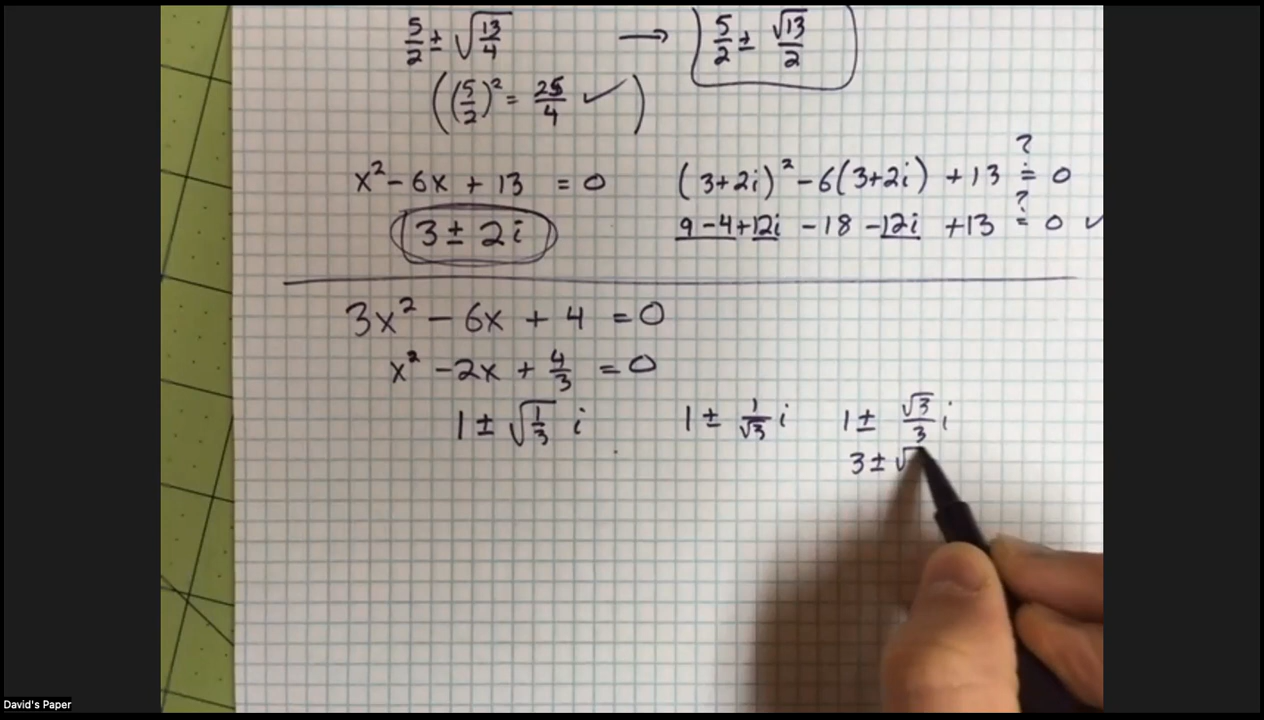 5/2 ± √(13/4) → 5/2 ± √13/2
((5/2)² = 25/4 ✓)
x² - 6x + 13 = 0
3 ± 2i
(3+2i)² - 6(3+2i) + 13 ≟ 0
9 - 4 + 12i - 18 - 12i + 13 ≟ 0 ✓
3x² - 6x + 4 = 0
x² - 2x + 4/3 = 0
1 ± √(1/3) i 1 ± 1/√3 i 1 ± √3/3 i
3 ± √
David's Paper